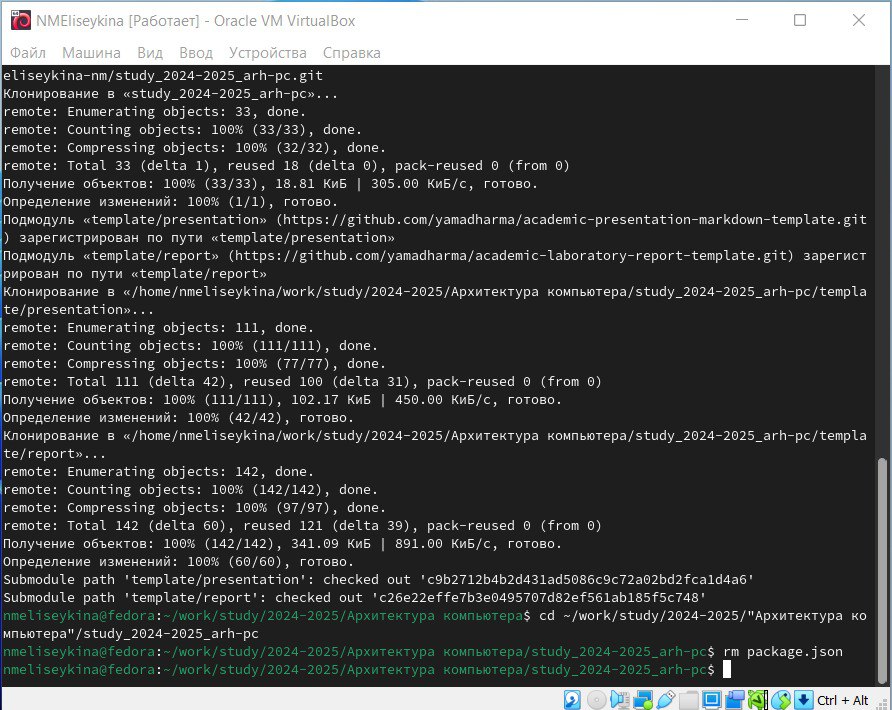 NMEliseykina [Работает] - Oracle VM VirtualBox
Файл Машина Вид Ввод Устройства Справка
eliseykina-nm/study_2024-2025_arh-pc.git
Клонирование в «study_2024-2025_arh-pc»...
remote: Enumerating objects: 33, done.
remote: Counting objects: 100% (33/33), done.
remote: Compressing objects: 100% (32/32), done.
remote: Total 33 (delta 1), reused 18 (delta 0), pack-reused 0 (from 0)
Получение объектов: 100% (33/33), 18.81 КиБ | 305.00 КиБ/с, готово.
Определение изменений: 100% (1/1), готово.
Подмодуль «template/presentation» (https://github.com/yamadharma/academic-presentation-markdown-template.git
) зарегистрирован по пути «template/presentation»
Подмодуль «template/report» (https://github.com/yamadharma/academic-laboratory-report-template.git) зарегист
рирован по пути «template/report»
Клонирование в «/home/nmeliseykina/work/study/2024-2025/Архитектура компьютера/study_2024-2025_arh-pc/templa
te/presentation»...
remote: Enumerating objects: 111, done.
remote: Counting objects: 100% (111/111), done.
remote: Compressing objects: 100% (77/77), done.
remote: Total 111 (delta 42), reused 100 (delta 31), pack-reused 0 (from 0)
Получение объектов: 100% (111/111), 102.17 КиБ | 450.00 КиБ/с, готово.
Определение изменений: 100% (42/42), готово.
Клонирование в «/home/nmeliseykina/work/study/2024-2025/Архитектура компьютера/study_2024-2025_arh-pc/templa
te/report»...
remote: Enumerating objects: 142, done.
remote: Counting objects: 100% (142/142), done.
remote: Compressing objects: 100% (97/97), done.
remote: Total 142 (delta 60), reused 121 (delta 39), pack-reused 0 (from 0)
Получение объектов: 100% (142/142), 341.09 КиБ | 891.00 КиБ/с, готово.
Определение изменений: 100% (60/60), готово.
Submodule path 'template/presentation': checked out 'c9b2712b4b2d431ad5086c9c72a02bd2fca1d4a6'
Submodule path 'template/report': checked out 'c26e22effe7b3e0495707d82ef561ab185f5c748'
nmeliseykina@fedora:~/work/study/2024-2025/Архитектура компьютера$ cd ~/work/study/2024-2025/"Архитектура ко
мпьютера"/study_2024-2025_arh-pc
nmeliseykina@fedora:~/work/study/2024-2025/Архитектура компьютера/study_2024-2025_arh-pc$ rm package.json
nmeliseykina@fedora:~/work/study/2024-2025/Архитектура компьютера/study_2024-2025_arh-pc$
Ctrl + Alt